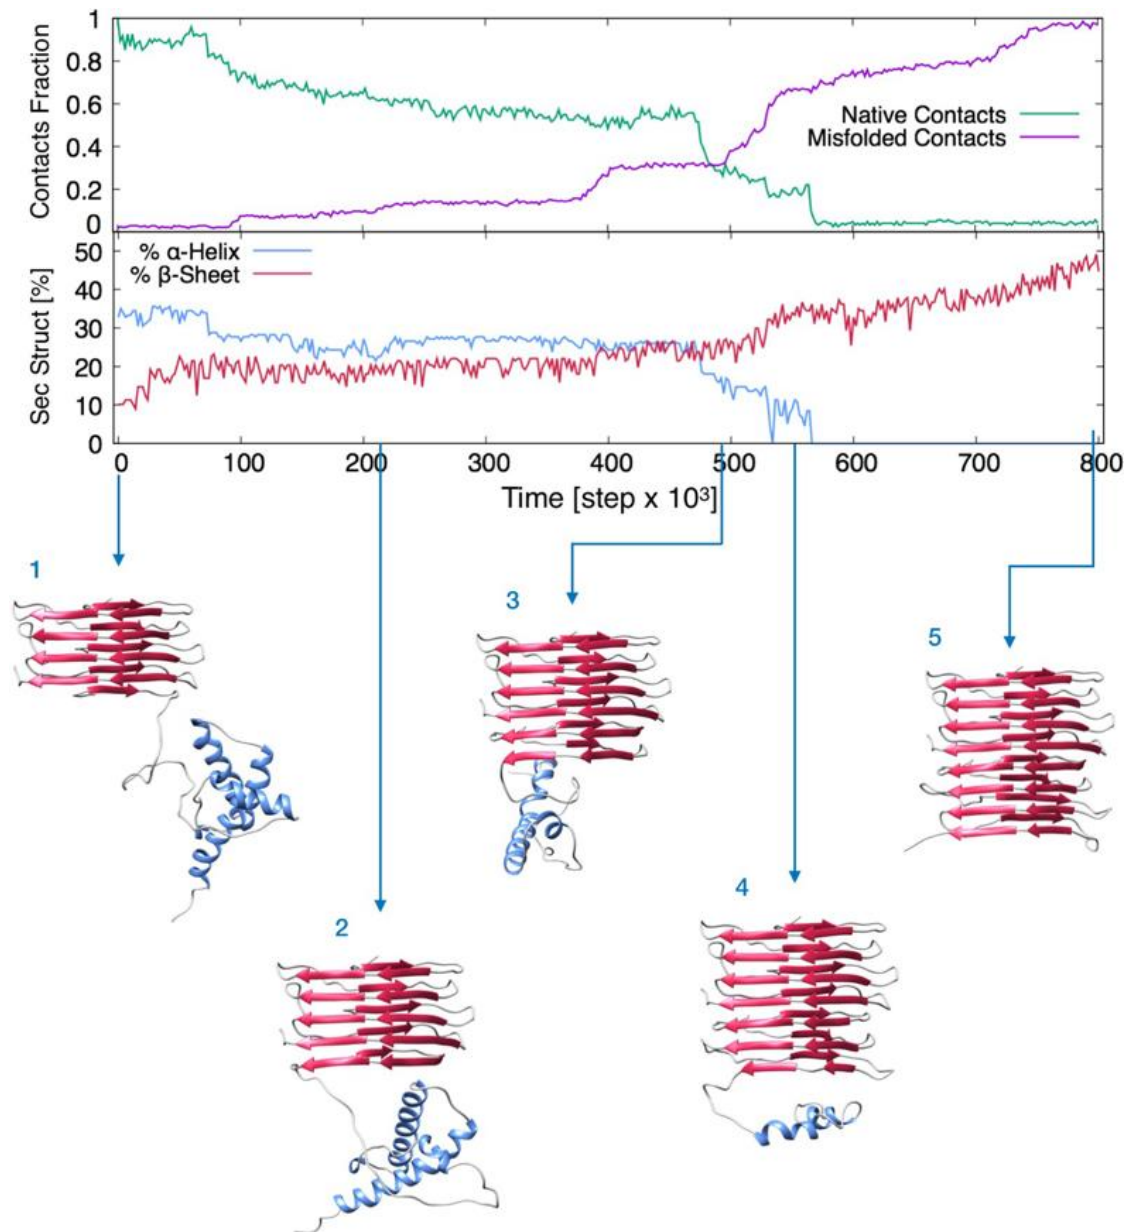 1
0.8
0.6
0.4
0.2
0
Contacts Fraction
Native Contacts
Misfolded Contacts
% α-Helix
% β-Sheet
50
40
30
20
10
0
Sec Struct [%]
0 100 200 300 400 500 600 700 800
Time [step x 10³]
1
3
5
2
4